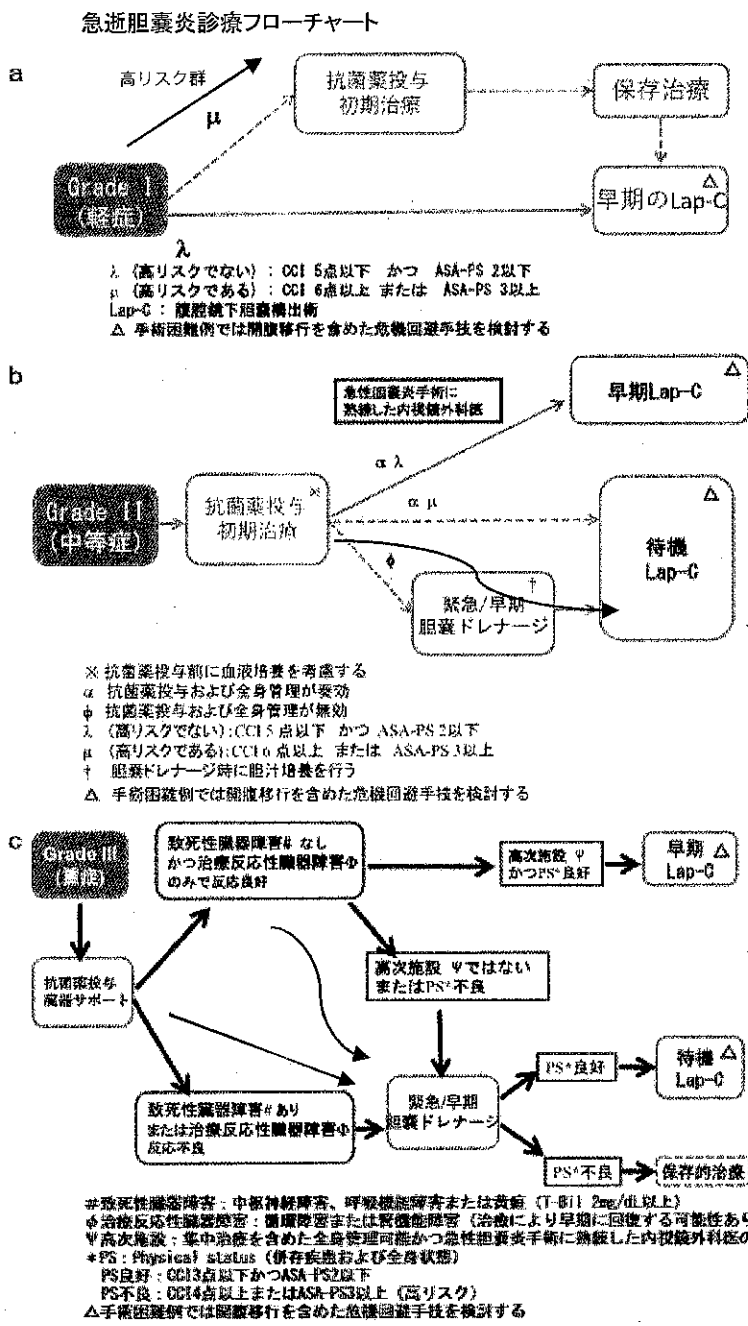 急逝胆嚢炎診療フローチャート
a
高リスク群
μ
抗菌薬投与
初期治療
保存治療
Grade I
(軽症)
早期のLap-C △
λ
λ (高リスクでない) : CCI 5点以下 かつ ASA-PS 2以下
μ (高リスクである) : CCI 6点以上 または ASA-PS 3以上
Lap-C : 腹腔鏡下胆嚢摘出術
△ 手術困難例では開腹移行を含めた危機回避手技を検討する
b
急性胆嚢炎手術に
熟練した内視鏡外科医
早期Lap-C △
α λ
Grade II
(中等症)
抗菌薬投与 ※
初期治療
α μ
待機 △
Lap-C
φ
緊急/早期 †
胆嚢ドレナージ
※ 抗菌薬投与前に血液培養を考慮する
α 抗菌薬投与および全身管理が奏効
φ 抗菌薬投与および全身管理が無効
λ (高リスクでない):CCI 5 点以下 かつ ASA-PS 2以下
μ (高リスクである):CCI 6 点以上 または ASA-PS 3以上
† 胆嚢ドレナージ時に胆汁培養を行う
△ 手術困難例では開腹移行を含めた危機回避手技を検討する
c
Grade III
(重症)
致死性臓器障害# なし
かつ治療反応性臓器障害Φ
のみで反応良好
高次施設 Ψ
かつPS*良好
早期 △
Lap-C
抗菌薬投与
臓器サポート
高次施設 Ψではない
またはPS*不良
致死性臓器障害# あり
または治療反応性臓器障害Φ
反応不良
緊急/早期
胆嚢ドレナージ
PS*良好
待機 △
Lap-C
PS*不良
保存的治療
#致死性臓器障害 : 中枢神経障害、呼吸機能障害または黄疸 (T-Bil 2mg/dL以上)
φ治療反応性臓器障害 : 循環障害または腎機能障害 (治療により早期に回復する可能性あり
Ψ高次施設 : 集中治療を含めた全身管理可能かつ急性胆嚢炎手術に熟練した内視鏡外科医の
*PS : Physical status (併存疾患および全身状態)
PS良好 : CCI3点以下かつASA-PS2以下
PS不良 : CCI4点以上またはASA-PS3以上 (高リスク)
△手術困難例では開腹移行を含めた危機回避手技を検討する